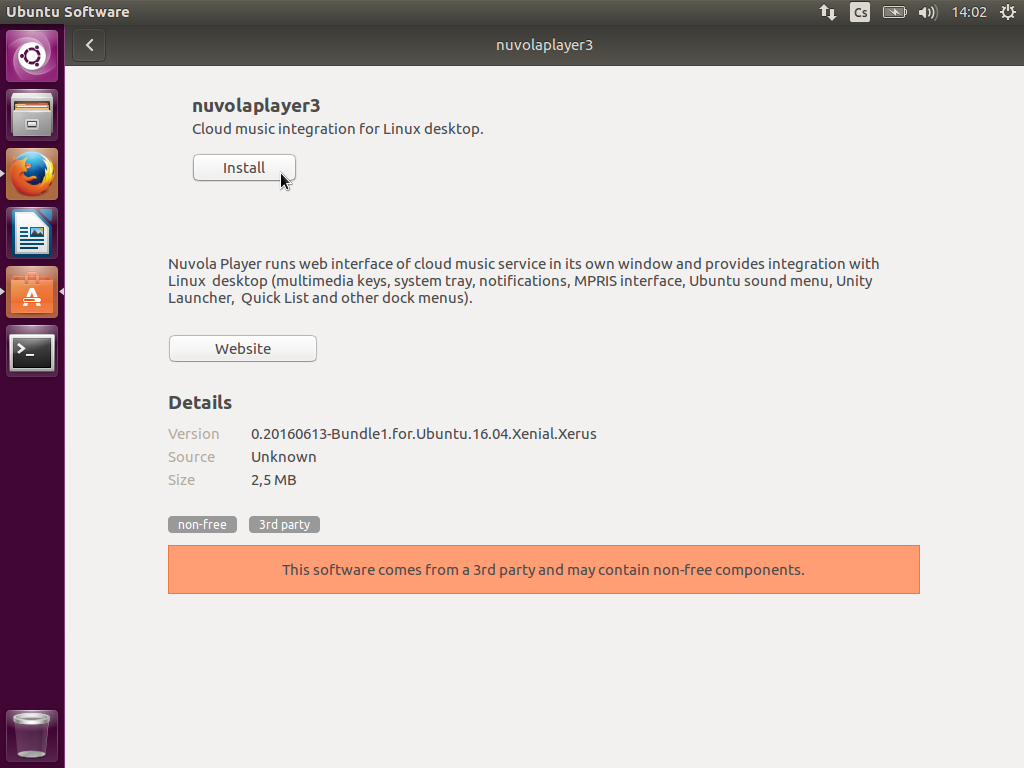 Ubuntu Software
Cs
14:02
nuvolaplayer3
nuvolaplayer3
Cloud music integration for Linux desktop.
Install
Nuvola Player runs web interface of cloud music service in its own window and provides integration with
Linux  desktop (multimedia keys, system tray, notifications, MPRIS interface, Ubuntu sound menu, Unity
Launcher,  Quick List and other dock menus).
Website
Details
Version 0.20160613-Bundle1.for.Ubuntu.16.04.Xenial.Xerus
Source Unknown
Size 2,5 MB
non-free 3rd party
This software comes from a 3rd party and may contain non-free components.